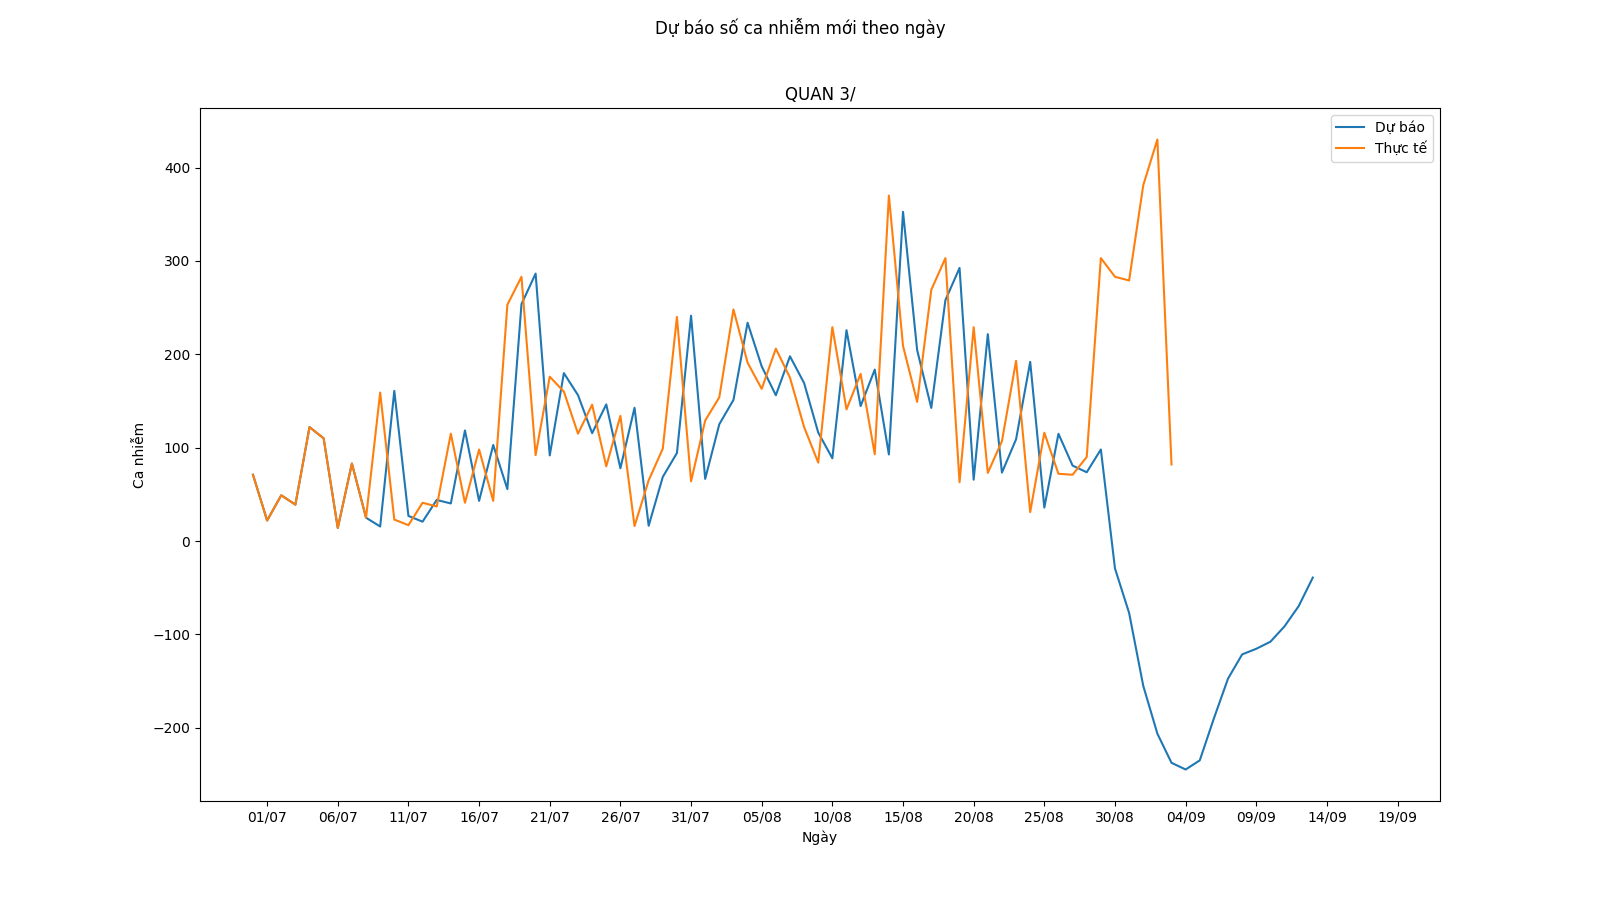 Dự báo số ca nhiễm mới theo ngày
QUAN 3/
Dự báo
Thực tế
400
300
200
100
0
−100
−200
Ca nhiễm
01/07 06/07 11/07 16/07 21/07 26/07 31/07 05/08 10/08 15/08 20/08 25/08 30/08 04/09 09/09 14/09 19/09
Ngày